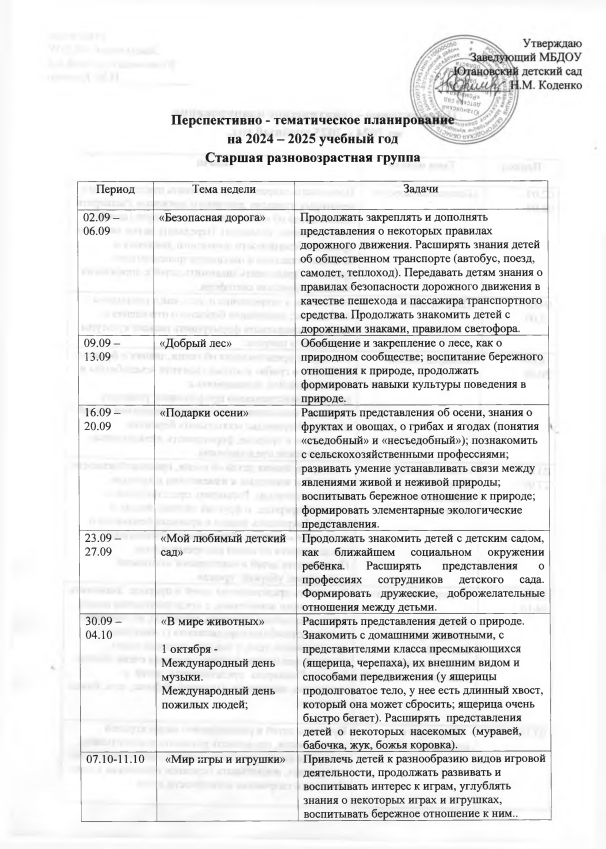 Утверждаю
Заведующий МБДОУ
Ютановский детский сад
Н.М. Коденко
Перспективно - тематическое планирование
на 2024 – 2025 учебный год
Старшая разновозрастная группа
Период Тема недели Задачи
02.09 –
06.09
«Безопасная дорога»
Продолжать закреплять и дополнять
представления о некоторых правилах
дорожного движения. Расширять знания детей
об общественном транспорте (автобус, поезд,
самолет, теплоход). Передавать детям знания о
правилах безопасности дорожного движения в
качестве пешехода и пассажира транспортного
средства. Продолжать знакомить детей с
дорожными знаками, правилом светофора.
09.09 –
13.09
«Добрый лес»
Обобщение и закрепление о лесе, как о
природном сообществе; воспитание бережного
отношения к природе, продолжать
формировать навыки культуры поведения в
природе.
16.09 –
20.09
«Подарки осени»
Расширять представления об осени, знания о
фруктах и овощах, о грибах и ягодах (понятия
«съедобный» и «несъедобный»); познакомить
с сельскохозяйственными профессиями;
развивать умение устанавливать связи между
явлениями живой и неживой природы;
воспитывать бережное отношение к природе;
формировать элементарные экологические
представления.
23.09 –
27.09
«Мой любимый детский
сад»
Продолжать знакомить детей с детским садом,
как ближайшем социальном окружении
ребёнка. Расширять представления о
профессиях сотрудников детского сада.
Формировать дружеские, доброжелательные
отношения между детьми.
30.09 –
04.10
«В мире животных»
1 октября -
Международный день
музыки.
Международный день
пожилых людей;
Расширять представления детей о природе.
Знакомить с домашними животными, с
представителями класса пресмыкающихся
(ящерица, черепаха), их внешним видом и
способами передвижения (у ящерицы
продолговатое тело, у нее есть длинный хвост,
который она может сбросить; ящерица очень
быстро бегает). Расширять представления
детей о некоторых насекомых (муравей,
бабочка, жук, божья коровка).
07.10-11.10
«Мир игры и игрушки»
Привлечь детей к разнообразию видов игровой
деятельности, продолжать развивать и
воспитывать интерес к играм, углублять
знания о некоторых играх и игрушках,
воспитывать бережное отношение к ним..